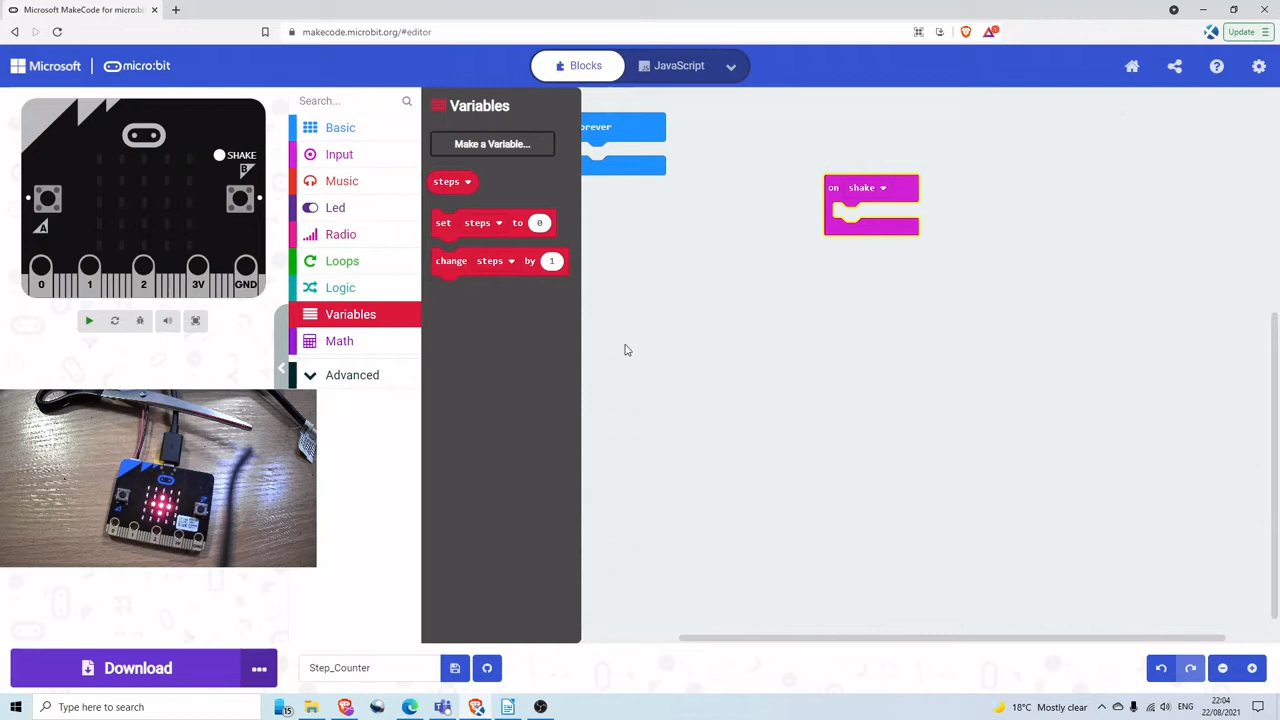 Microsoft MakeCode for micro:bi
makecode.microbit.org/#editor
Update
Microsoft
micro:bit
Blocks
JavaScript
SHAKE
B
A
0
1
2
3V
GND
Search...
Basic
Input
Music
Led
Radio
Loops
Logic
Variables
Math
Advanced
Variables
Make a Variable...
steps
set steps to 0
change steps by 1
orever
on shake
Download
Step_Counter
Type here to search
15
18°C Mostly clear
ENG
22:04
22/08/2021